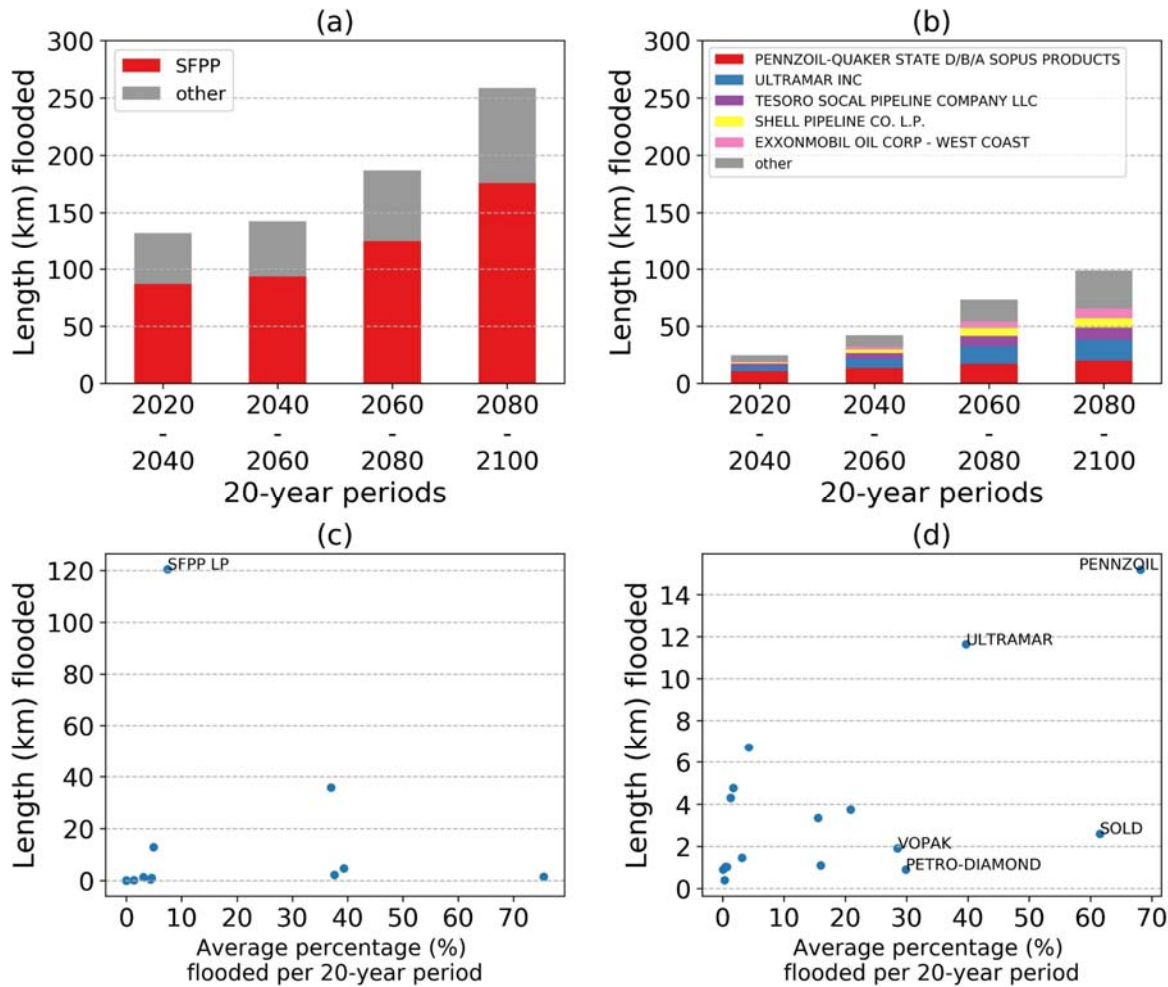 (a)
300
250
200
150
100
50
0
Length (km) flooded
SFPP
other
2020 2040 2060 2080
- - - -
2040 2060 2080 2100
20-year periods
(b)
300
250
200
150
100
50
0
Length (km) flooded
PENNZOIL-QUAKER STATE D/B/A SOPUS PRODUCTS
ULTRAMAR INC
TESORO SOCAL PIPELINE COMPANY LLC
SHELL PIPELINE CO. L.P.
EXXONMOBIL OIL CORP - WEST COAST
other
2020 2040 2060 2080
- - - -
2040 2060 2080 2100
20-year periods
(c)
120
100
80
60
40
20
0
Length (km) flooded
SFPP LP
0 10 20 30 40 50 60 70
Average percentage (%)
flooded per 20-year period
(d)
14
12
10
8
6
4
2
0
Length (km) flooded
PENNZOIL
ULTRAMAR
SOLD
VOPAK
PETRO-DIAMOND
0 10 20 30 40 50 60 70
Average percentage (%)
flooded per 20-year period